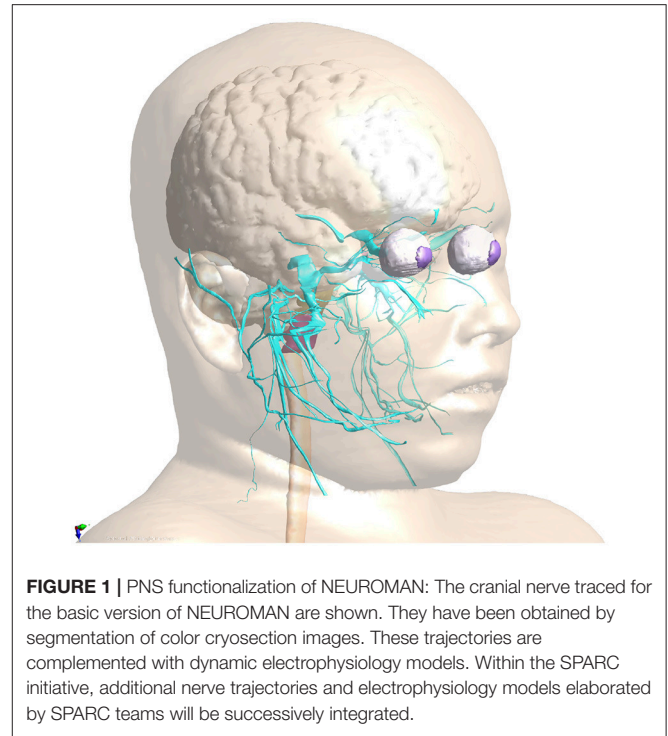 FIGURE 1 | PNS functionalization of NEUROMAN: The cranial nerve traced for
the basic version of NEUROMAN are shown. They have been obtained by
segmentation of color cryosection images. These trajectories are
complemented with dynamic electrophysiology models. Within the SPARC
initiative, additional nerve trajectories and electrophysiology models elaborated
by SPARC teams will be successively integrated.